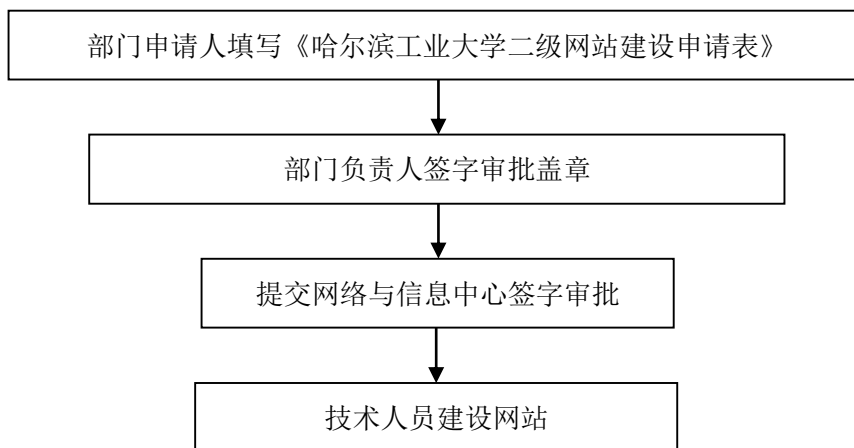 部门申请人填写《哈尔滨工业大学二级网站建设申请表》
部门负责人签字审批盖章
提交网络与信息中心签字审批
技术人员建设网站